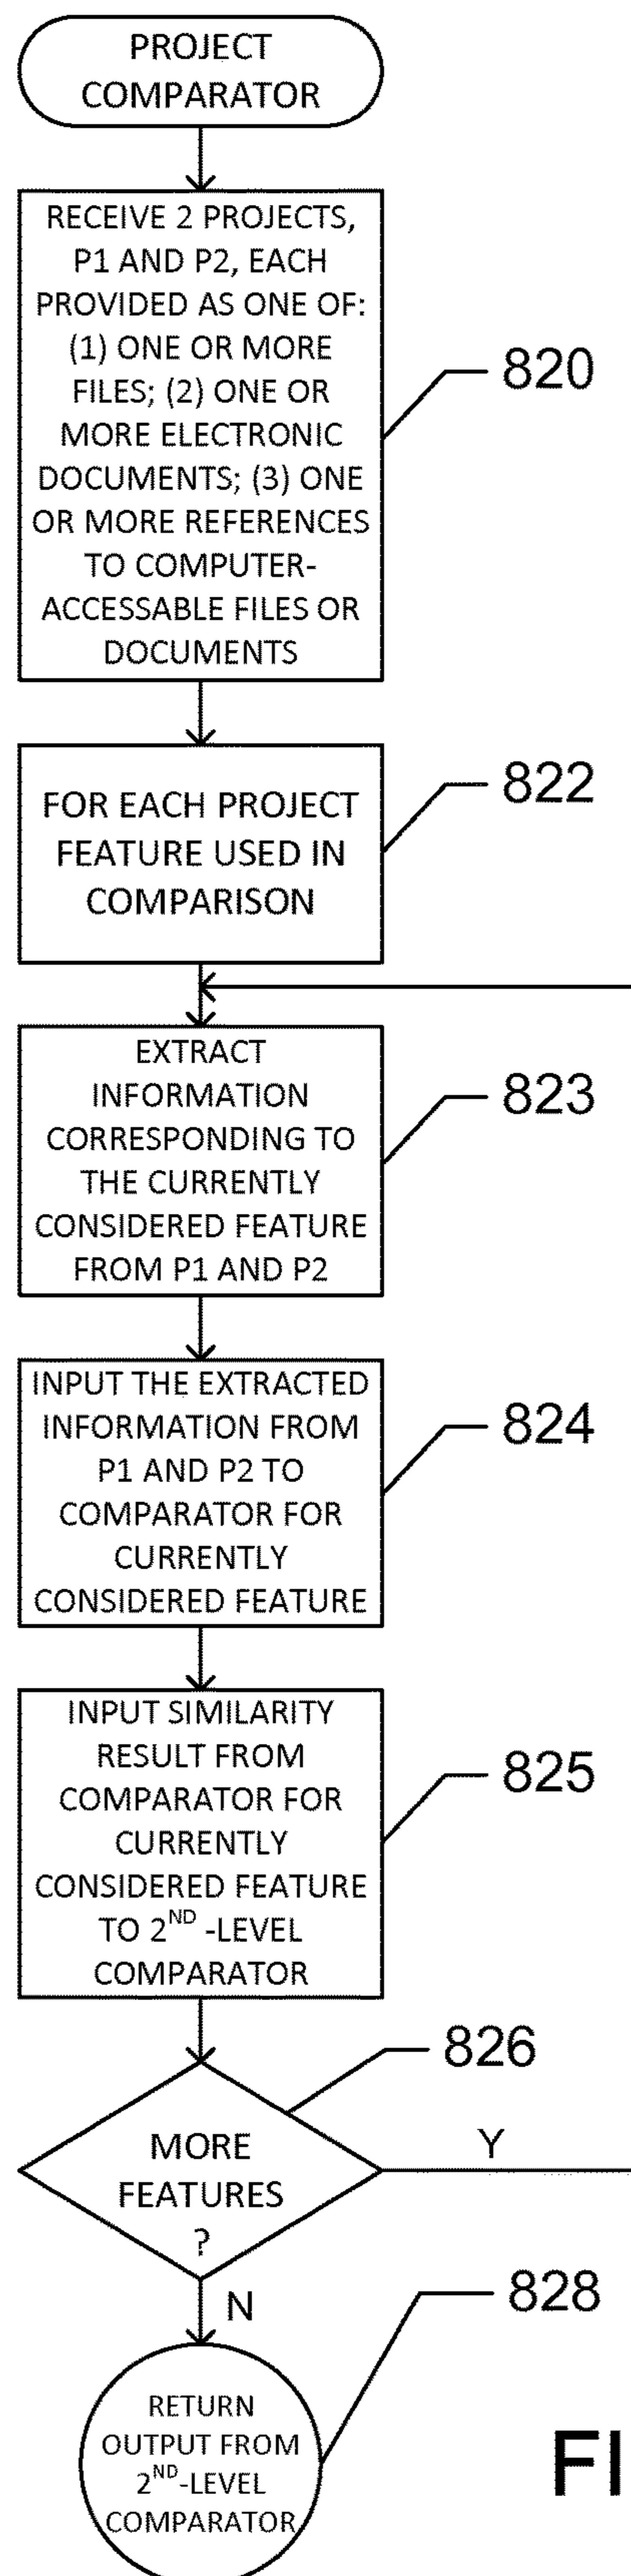 PROJECT
COMPARATOR
RECEIVE 2 PROJECTS,
P1 AND P2, EACH
PROVIDED AS ONE OF:
(1) ONE OR MORE
FILES; (2) ONE OR
MORE ELECTRONIC
DOCUMENTS; (3) ONE
OR MORE REFERENCES
TO COMPUTER-
ACCESSABLE FILES OR
DOCUMENTS
820
FOR EACH PROJECT
FEATURE USED IN
COMPARISON
822
EXTRACT
INFORMATION
CORRESPONDING TO
THE CURRENTLY
CONSIDERED FEATURE
FROM P1 AND P2
823
INPUT THE EXTRACTED
INFORMATION FROM
P1 AND P2 TO
COMPARATOR FOR
CURRENTLY
CONSIDERED FEATURE
824
INPUT SIMILARITY
RESULT FROM
COMPARATOR FOR
CURRENTLY
CONSIDERED FEATURE
TO 2ND -LEVEL
COMPARATOR
825
MORE
FEATURES
?
826
Y
N
RETURN
OUTPUT FROM
2ND-LEVEL
COMPARATOR
828
FI